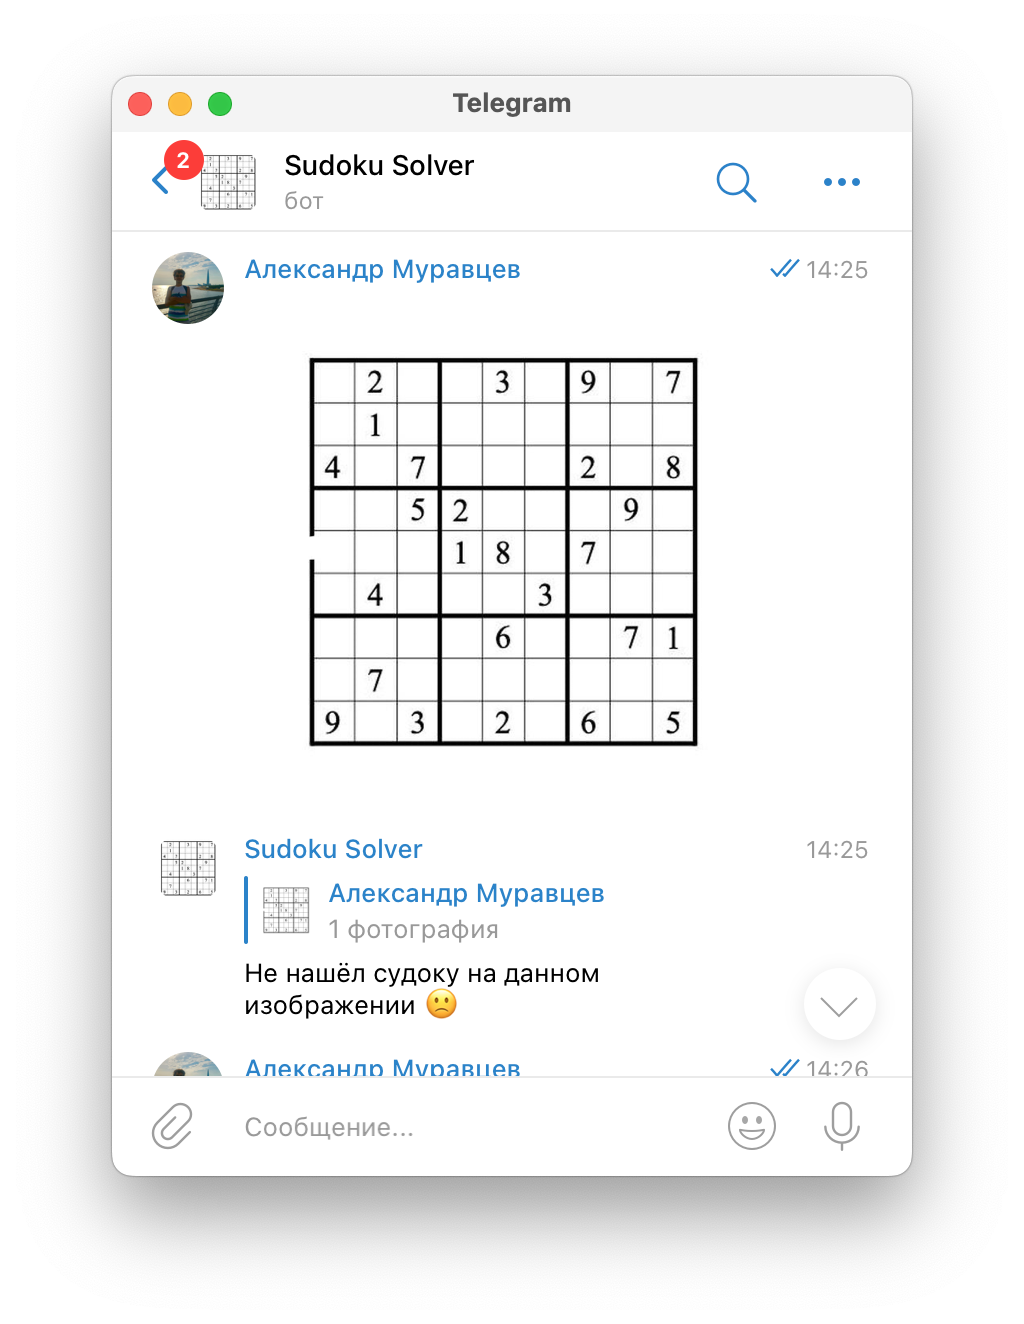 Telegram
2
Sudoku Solver
бот
Александр Муравцев 14:25
2 3 9 7
1
4 7 2 8
5 2 9
1 8 7
4 3
6 7 1
7
9 3 2 6 5
Sudoku Solver 14:25
Александр Муравцев
1 фотография
Не нашёл судоку на данном
изображении 🙁
Александр Муравцев 14:26
Сообщение...